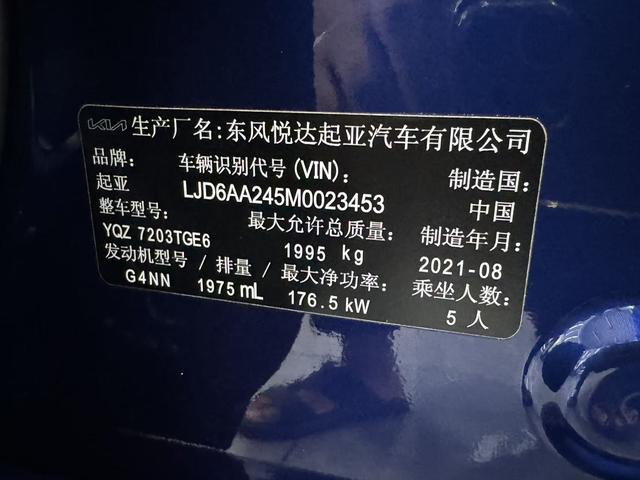 KIA 生产厂名:东风悦达起亚汽车有限公司
品牌: 车辆识别代号(VIN): 制造国:
起亚 LJD6AA245M0023453 中国
整车型号: 最大允许总质量: 制造年月:
YQZ 7203TGE6 1995 kg 2021-08
发动机型号 / 排量 / 最大净功率: 乘坐人数:
G4NN 1975 mL 176.5 kW 5 人